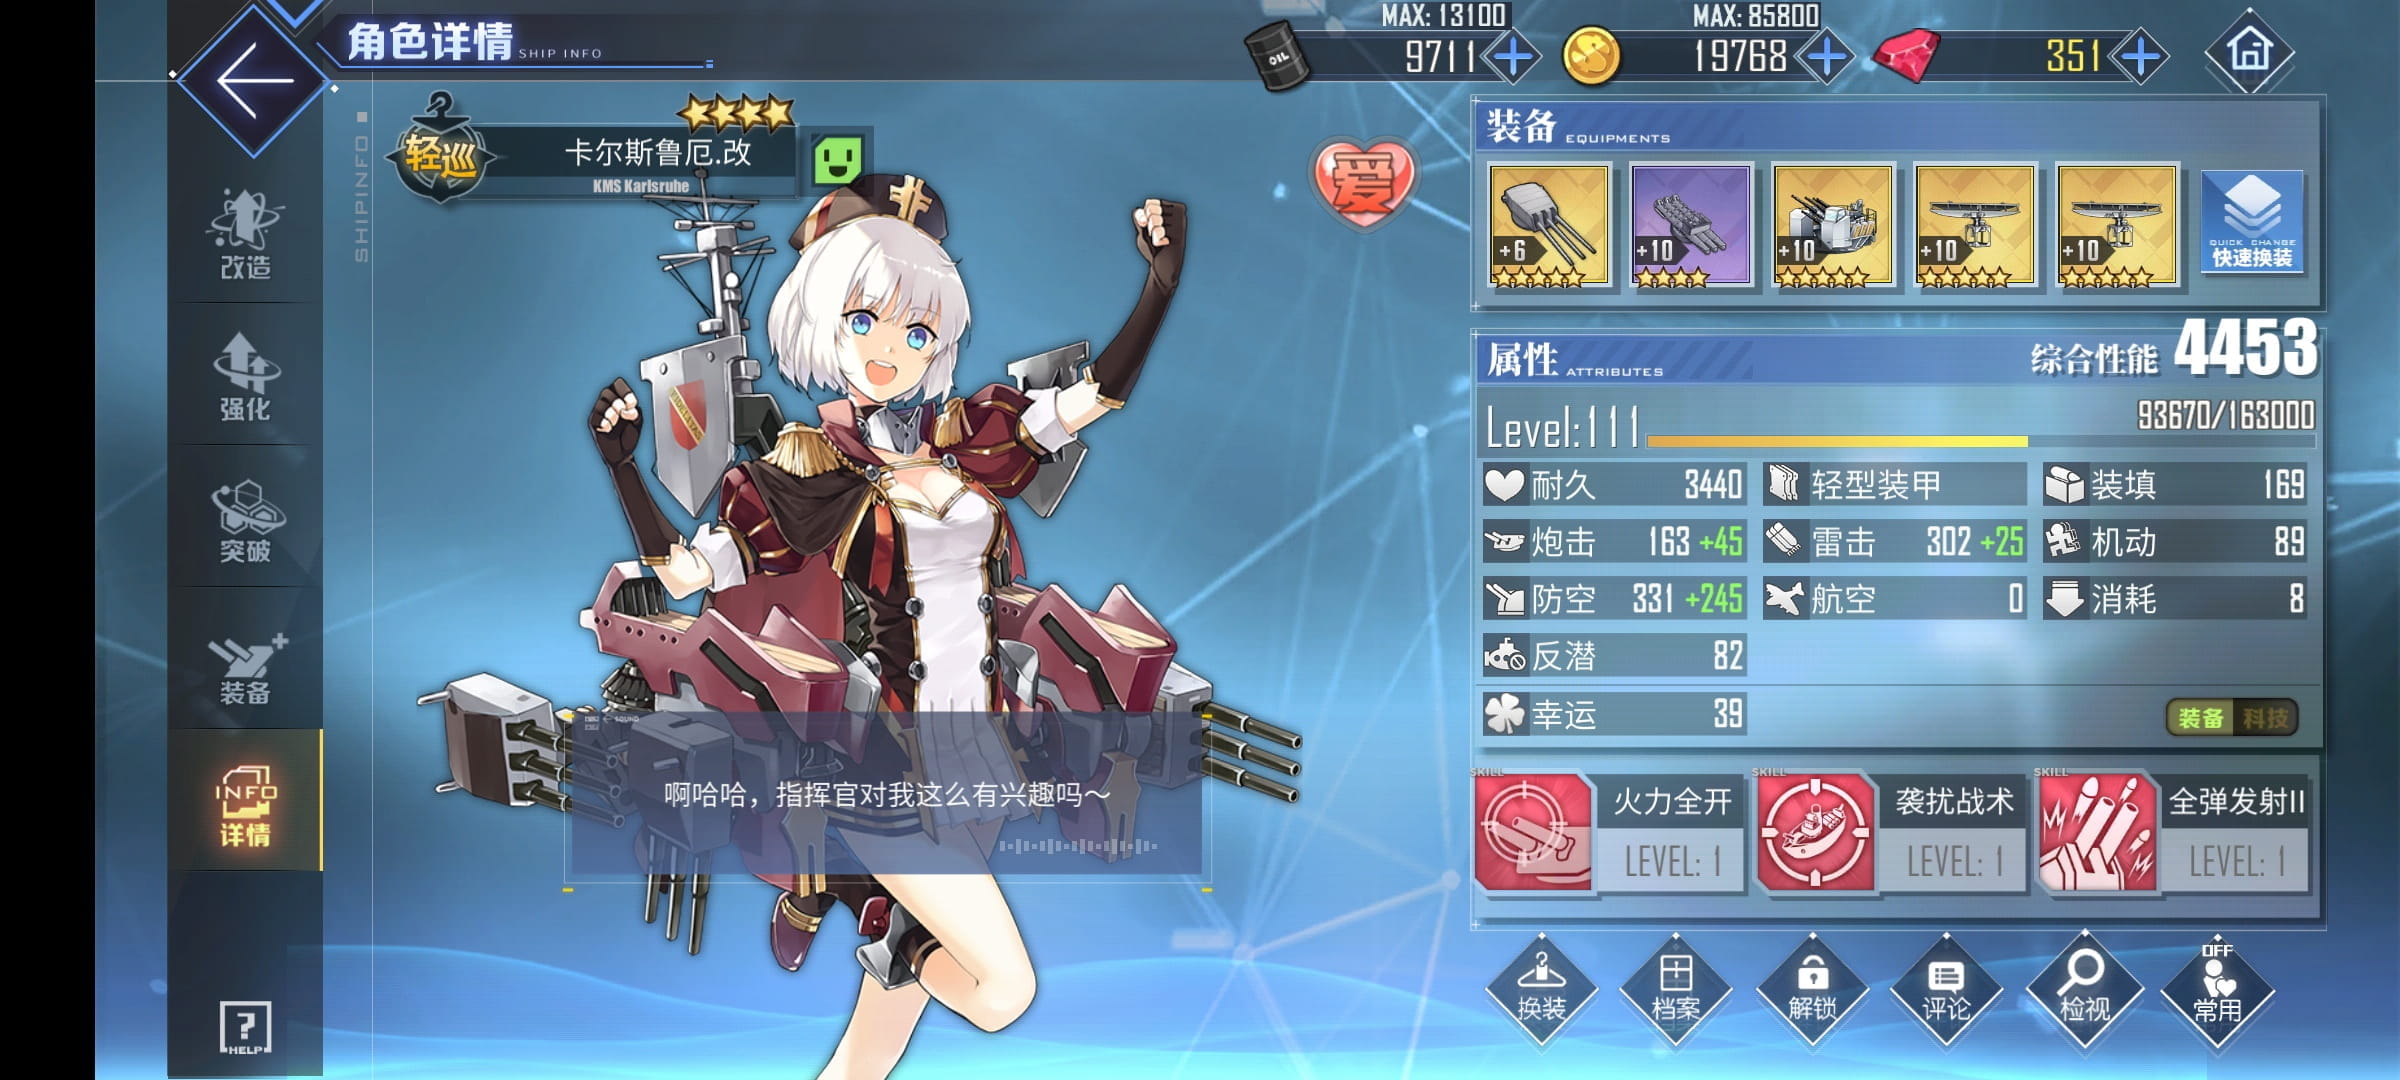 角色详情 SHIP INFO
OIL
MAX: 13100
9711
MAX: 85800
19768
351
SHIPINFO
轻巡
卡尔斯鲁厄.改
KMS Karlsruhe
爱
改造
强化
突破
装备
INFO
详情
?
HELP
啊哈哈，指挥官对我这么有兴趣吗～
装备 EQUIPMENTS
+6
+10
+10
+10
+10
QUICK CHANGE
快速换装
属性 ATTRIBUTES
综合性能 4453
Level:111
93670/163000
耐久 3440
轻型装甲
装填 169
炮击 163 +45
雷击 302 +25
机动 89
防空 331 +245
航空 0
消耗 8
反潜 82
幸运 39
装备 科技
SKILL
火力全开
LEVEL: 1
SKILL
袭扰战术
LEVEL: 1
SKILL
全弹发射II
LEVEL: 1
换装
档案
解锁
评论
检视
OFF
常用